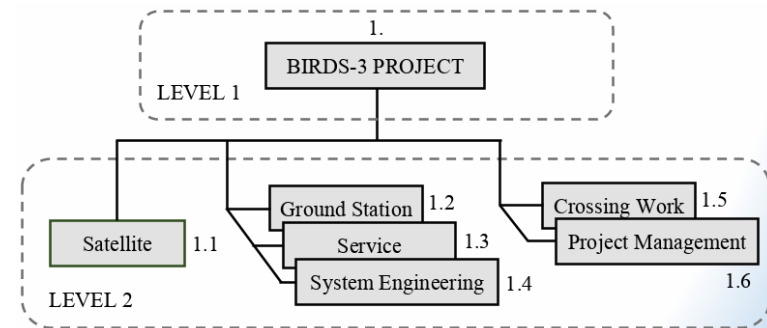 1.
BIRDS-3 PROJECT
LEVEL 1
Satellite
1.1
Ground Station
1.2
Service
1.3
System Engineering
1.4
Crossing Work
1.5
Project Management
1.6
LEVEL 2